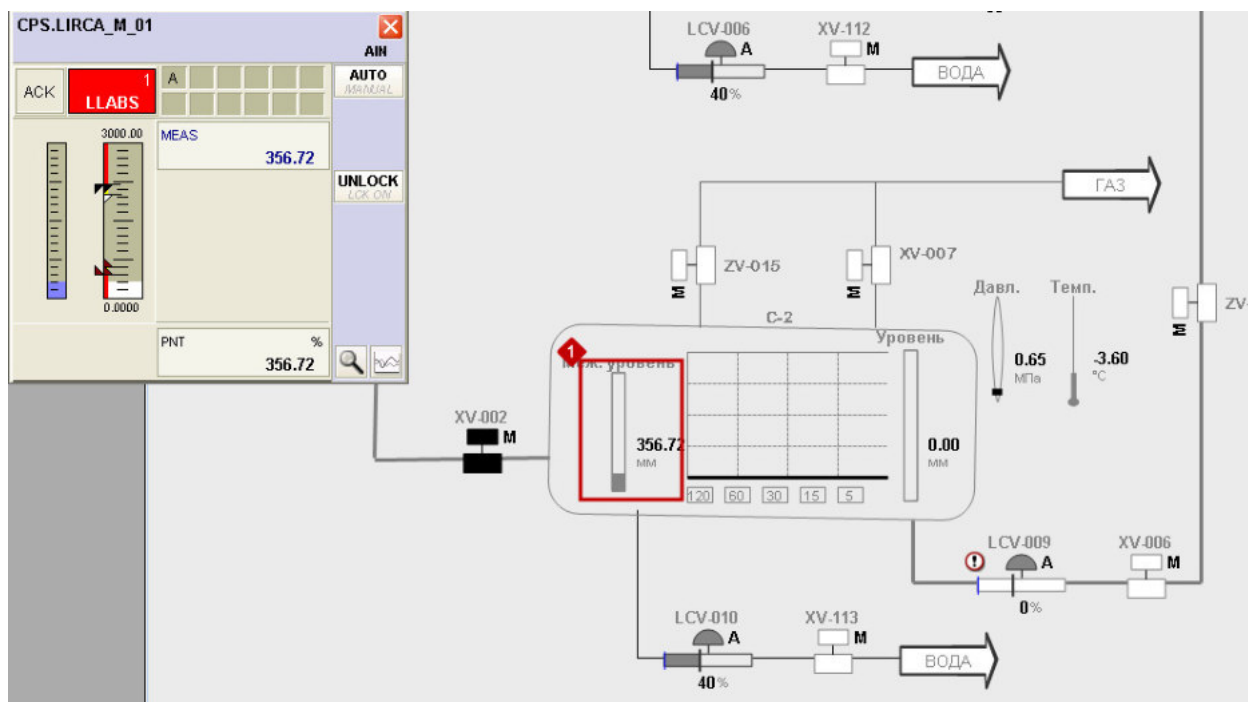 CPS.LIRCA_M_01
AIN
ACK
1
LLABS
A
AUTO
MANUAL
3000.00
MEAS
356.72
UNLOCK
LCK ON
0.0000
PNT
%
356.72
LCV-006
A
XV-112
M
40%
ВОДА
ГАЗ
ZV-015
M
XV-007
M
Давл.
Темп.
0.65
МПа
-3.60
°C
ZV-
M
С-2
1
Меж. уровень
Уровень
356.72
мм
0.00
мм
120 60 30 15 5
XV-002
M
LCV-009
A
XV-006
M
0%
LCV-010
A
XV-113
M
40%
ВОДА